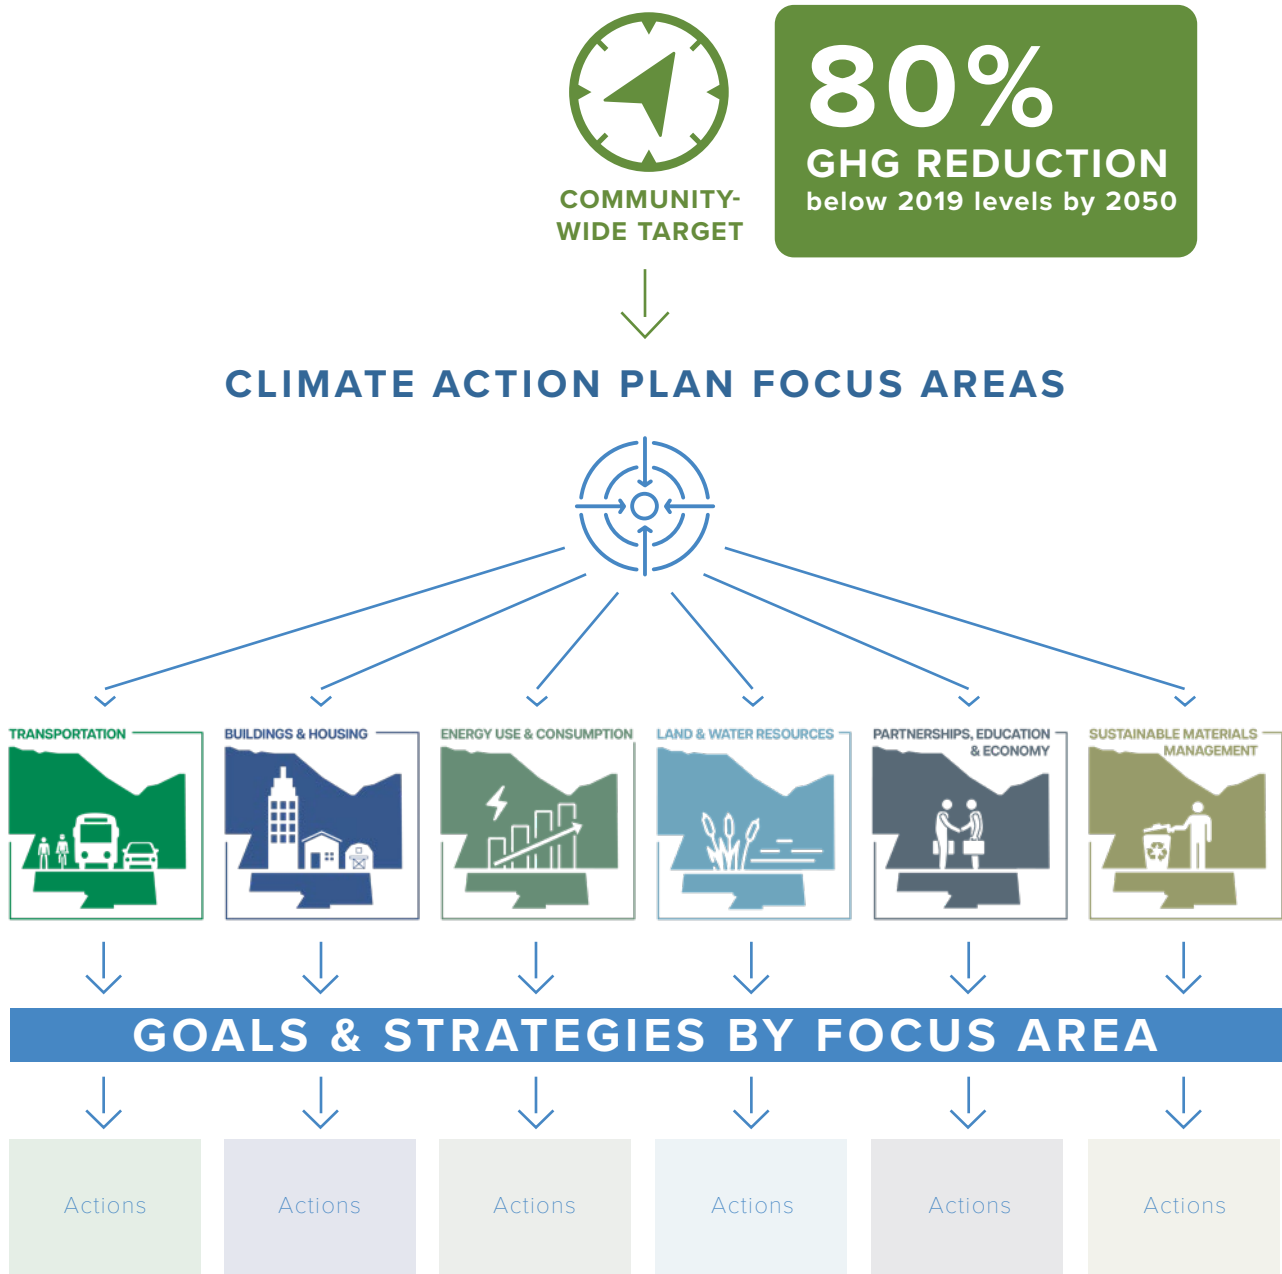 80%
GHG REDUCTION
below 2019 levels by 2050
COMMUNITY-
WIDE TARGET
CLIMATE ACTION PLAN FOCUS AREAS
TRANSPORTATION
BUILDINGS & HOUSING
ENERGY USE & CONSUMPTION
LAND & WATER RESOURCES
PARTNERSHIPS, EDUCATION
& ECONOMY
SUSTAINABLE MATERIALS
MANAGEMENT
GOALS & STRATEGIES BY FOCUS AREA
Actions
Actions
Actions
Actions
Actions
Actions